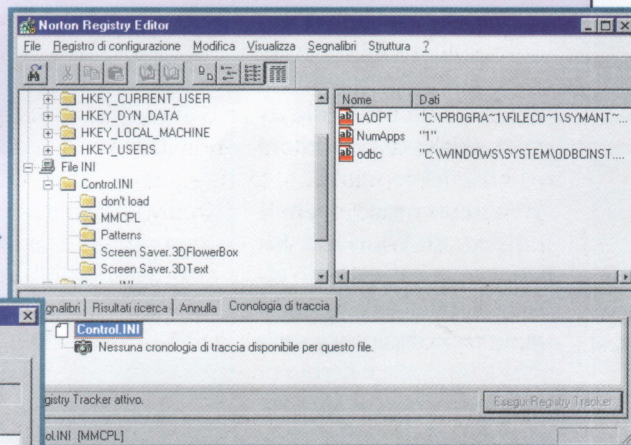 Norton Registry Editor
File Registro di configurazione Modifica Visualizza Segnalibri Struttura ?
HKEY_CURRENT_USER
HKEY_DYN_DATA
HKEY_LOCAL_MACHINE
HKEY_USERS
File INI
Control.INI
don't load
MMCPL
Patterns
Screen Saver.3DFlowerBox
Screen Saver.3DText
Nome Dati
LAOPT "C:\PROGRA~1\FILECO~1\SYMANT~...
NumApps "1"
odbc "C:\WINDOWS\SYSTEM\ODBCINST....
gnalibri Risultati ricerca Annulla Cronologia di traccia
Control.INI
Nessuna cronologia di traccia disponibile per questo file.
gistry Tracker attivo.
Esegui Registry Tracker
ol.INI [MMCPL]